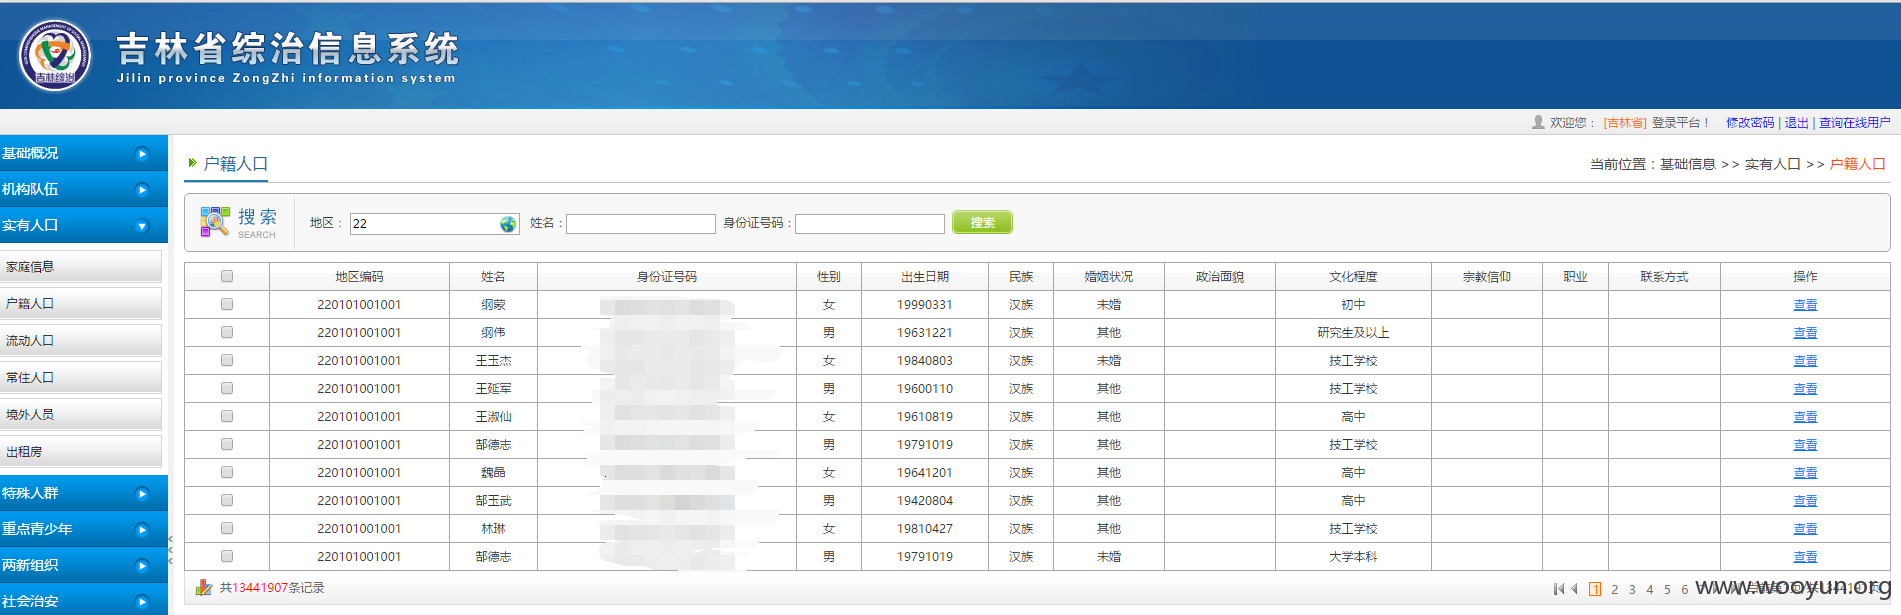 吉林省综治信息系统
Jilin province ZongZhi information system
吉林综治
欢迎您： [吉林省] 登录平台！ 修改密码 | 退出 | 查询在线用户
基础概况
机构队伍
实有人口
家庭信息
户籍人口
流动人口
常住人口
境外人员
出租房
特殊人群
重点青少年
两新组织
社会治安
户籍人口
当前位置：基础信息 >> 实有人口 >> 户籍人口
搜 索
SEARCH
地区： 22 姓名： 身份证号码： 搜索
地区编码 姓名 身份证号码 性别 出生日期 民族 婚姻状况 政治面貌 文化程度 宗教信仰 职业 联系方式 操作
220101001001 纲蒙 女 19990331 汉族 未婚 初中 查看
220101001001 纲伟 男 19631221 汉族 其他 研究生及以上 查看
220101001001 王玉杰 女 19840803 汉族 未婚 技工学校 查看
220101001001 王延军 男 19600110 汉族 其他 技工学校 查看
220101001001 王淑仙 女 19610819 汉族 其他 高中 查看
220101001001 郜德志 男 19791019 汉族 其他 技工学校 查看
220101001001 魏 女 19641201 汉族 其他 高中 查看
220101001001 郜玉武 男 19420804 汉族 其他 高中 查看
220101001001 林琳 女 19810427 汉族 其他 技工学校 查看
220101001001 郜德志 男 19791019 汉族 未婚 大学本科 查看
共13441907条记录
1 2 3 4 5 6
www.wooyun.org